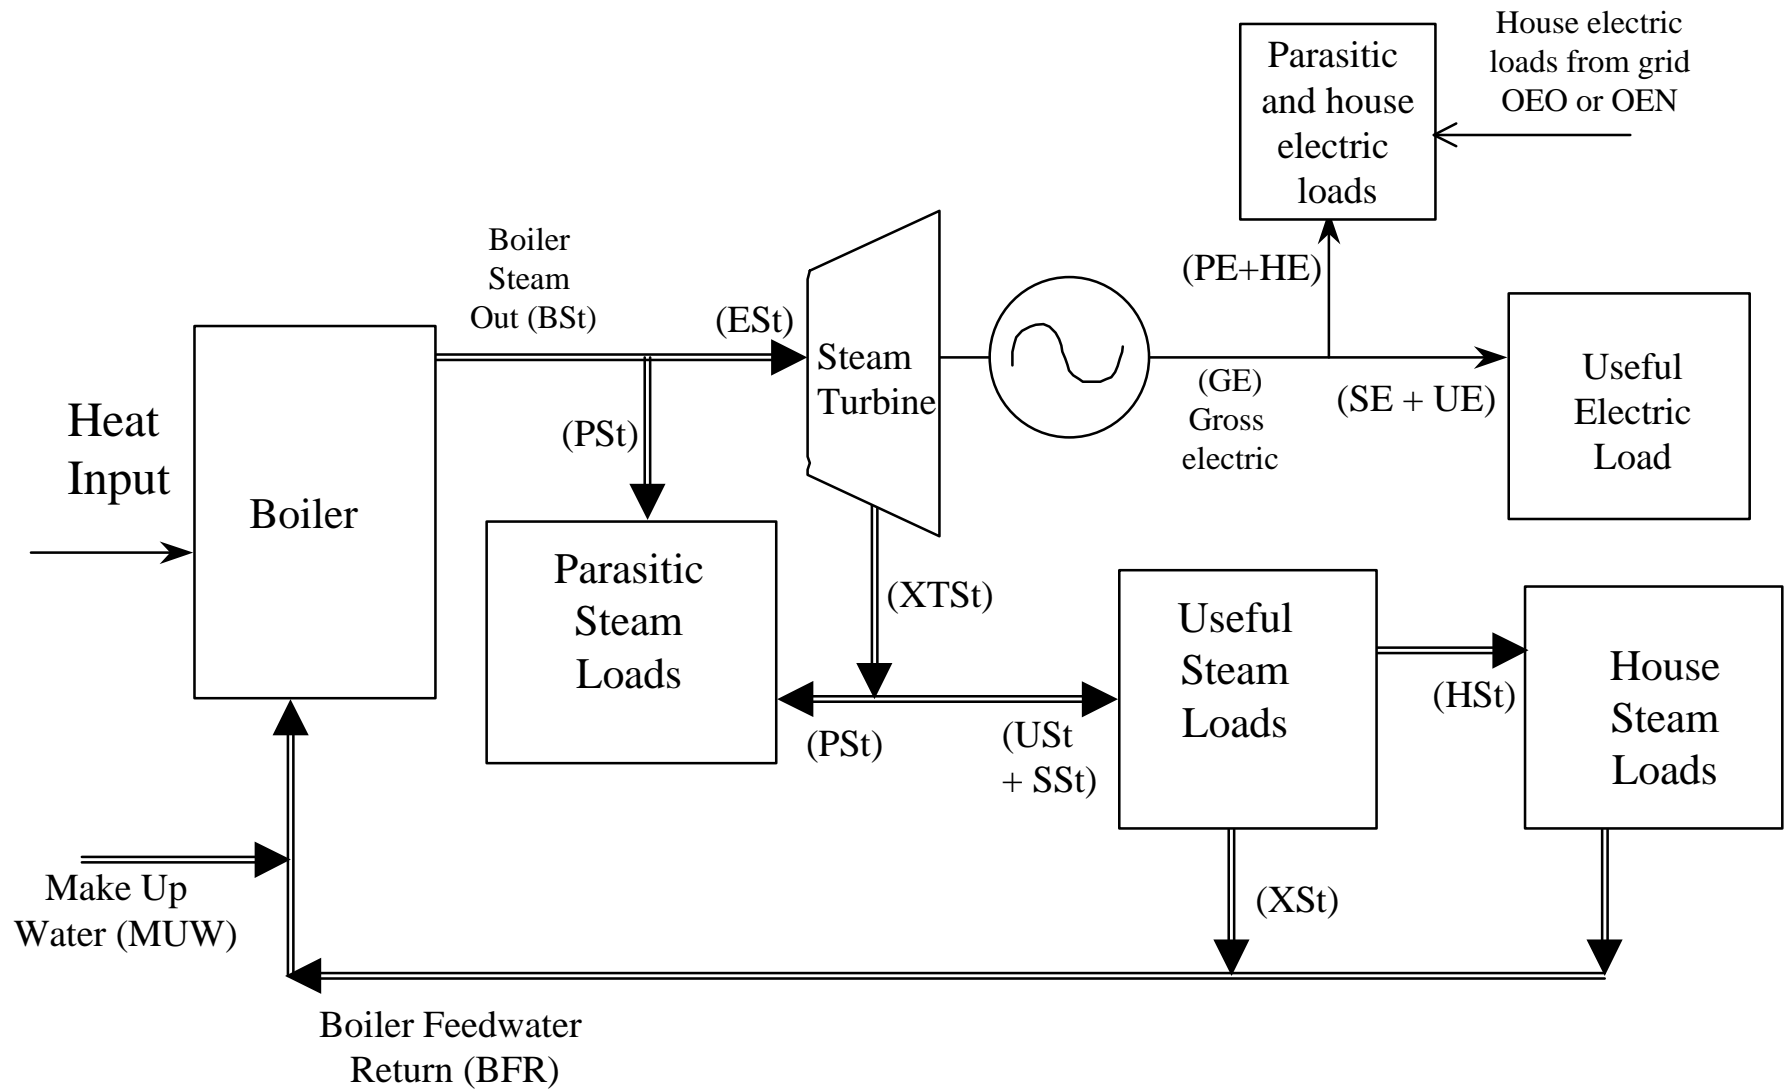 House electric
loads from grid
OEO or OEN
Parasitic
and house
electric
loads
(PE+HE)
Boiler
Steam
Out (BSt)
(ESt)
Steam
Turbine
(GE)
Gross
electric
(SE + UE)
Useful
Electric
Load
Heat
Input
Boiler
(PSt)
Parasitic
Steam
Loads
(XTSt)
(PSt)
(USt
+ SSt)
Useful
Steam
Loads
(HSt)
House
Steam
Loads
(XSt)
Make Up
Water (MUW)
Boiler Feedwater
Return (BFR)